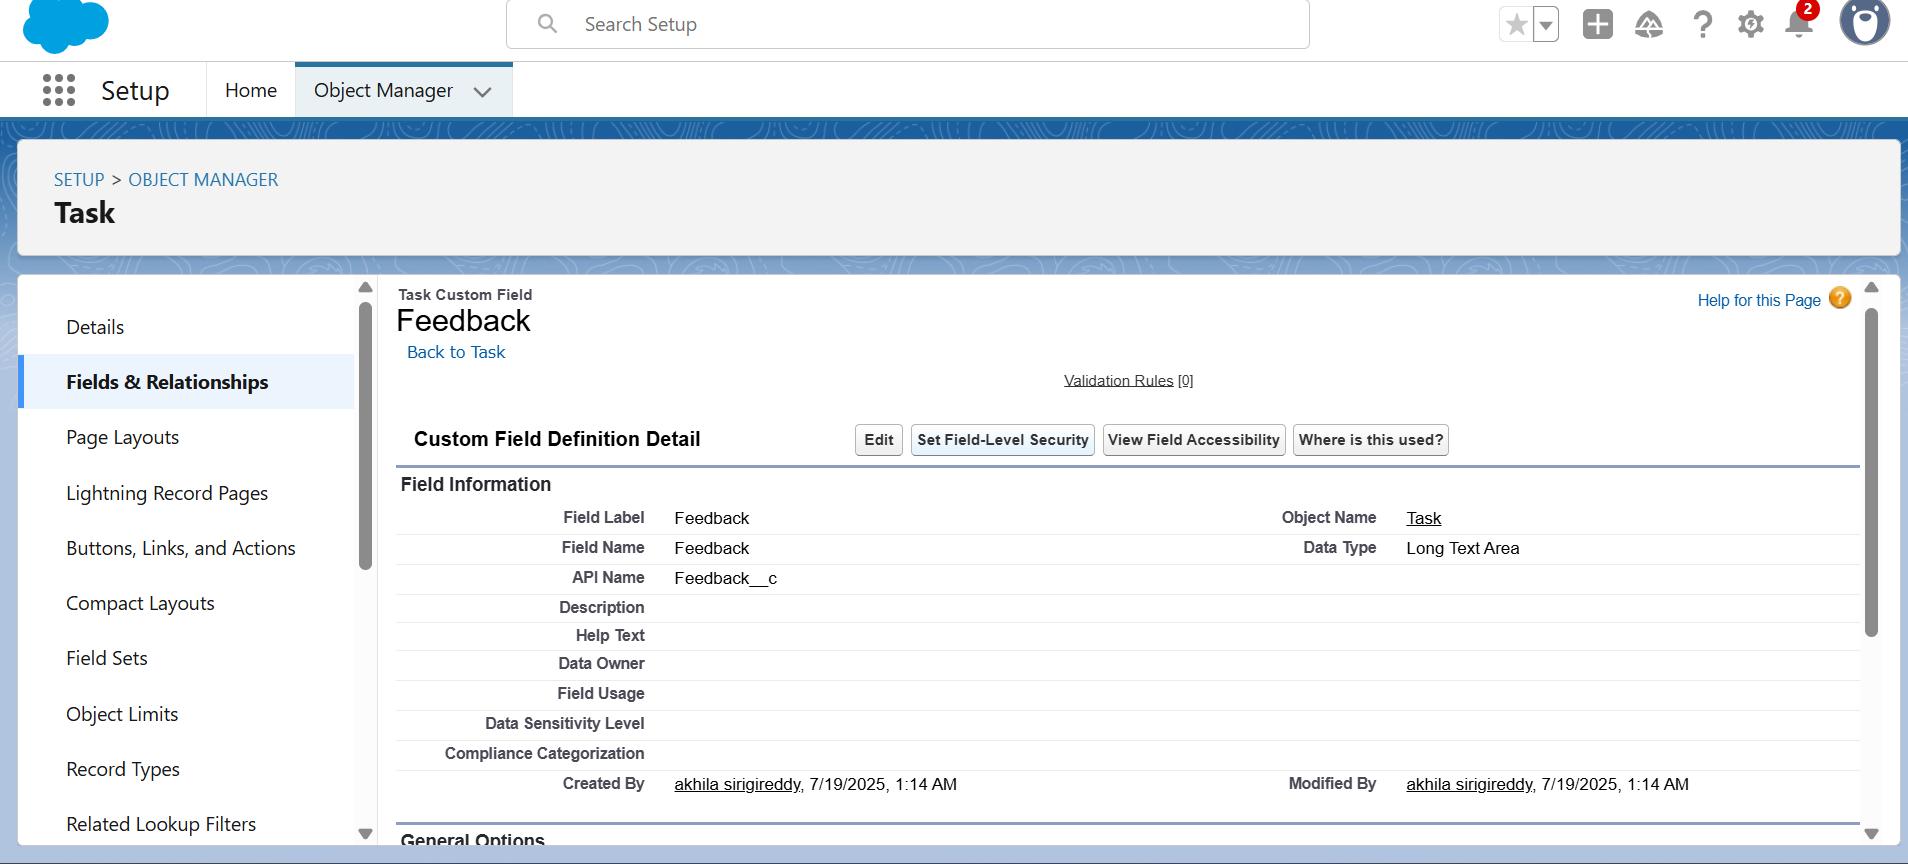 Search Setup
2
Setup
Home
Object Manager
SETUP > OBJECT MANAGER
Task
Details
Fields & Relationships
Page Layouts
Lightning Record Pages
Buttons, Links, and Actions
Compact Layouts
Field Sets
Object Limits
Record Types
Related Lookup Filters
Task Custom Field
Feedback
Back to Task
Help for this Page ?
Validation Rules [0]
Custom Field Definition Detail Edit Set Field-Level Security View Field Accessibility Where is this used?
Field Information
Field Label Feedback Object Name Task
Field Name Feedback Data Type Long Text Area
API Name Feedback__c
Description
Help Text
Data Owner
Field Usage
Data Sensitivity Level
Compliance Categorization
Created By akhila sirigireddy, 7/19/2025, 1:14 AM Modified By akhila sirigireddy, 7/19/2025, 1:14 AM
General Options